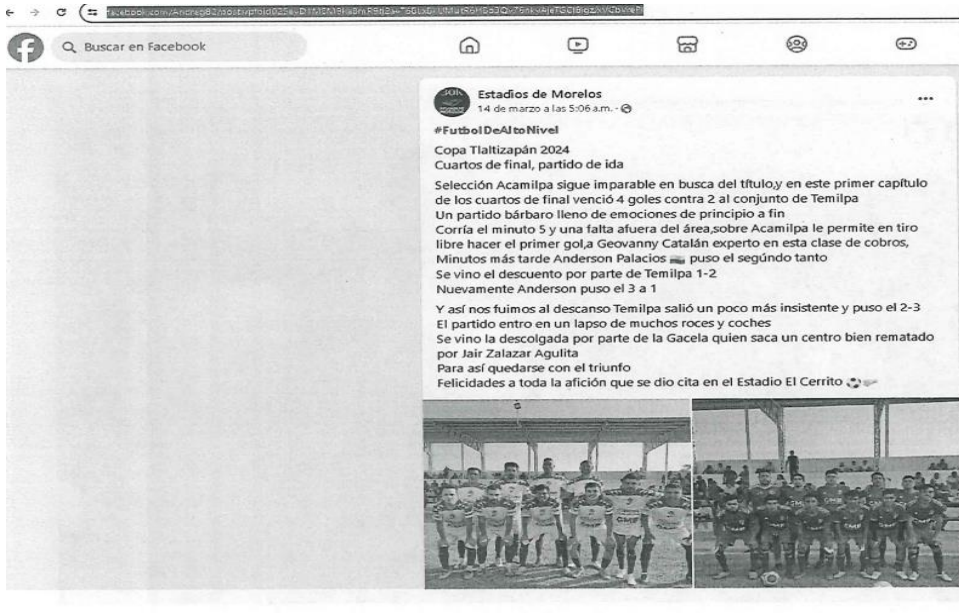 Buscar en Facebook
Estadios de Morelos
14 de marzo a las 5:06 a.m. ·
#FutbolDeAltoNivel
Copa Tlaltizapán 2024
Cuartos de final, partido de ida
Selección Acamilpa sigue imparable en busca del título,y en este primer capítulo
de los cuartos de final venció 4 goles contra 2 al conjunto de Temilpa
Un partido bárbaro lleno de emociones de principio a fin
Corría el minuto 5 y una falta afuera del área,sobre Acamilpa le permite en tiro
libre hacer el primer gol,a Geovanny Catalán experto en esta clase de cobros,
Minutos más tarde Anderson Palacios puso el segúndo tanto
Se vino el descuento por parte de Temilpa 1-2
Nuevamente Anderson puso el 3 a 1
Y así nos fuimos al descanso Temilpa salió un poco más insistente y puso el 2-3
El partido entro en un lapso de muchos roces y coches
Se vino la descolgada por parte de la Gacela quien saca un centro bien rematado
por Jair Zalazar Agulita
Para así quedarse con el triunfo
Felicidades a toda la afición que se dio cita en el Estadio El Cerrito